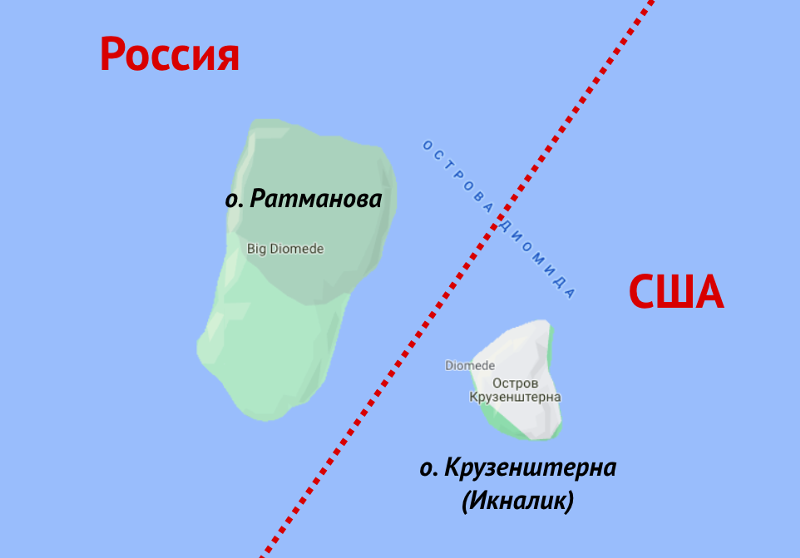 Россия
ОСТРОВА ДИОМИДА
о. Ратманова
Big Diomede
США
Diomede
Остров
Крузенштерна
о. Крузенштерна
(Икналик)